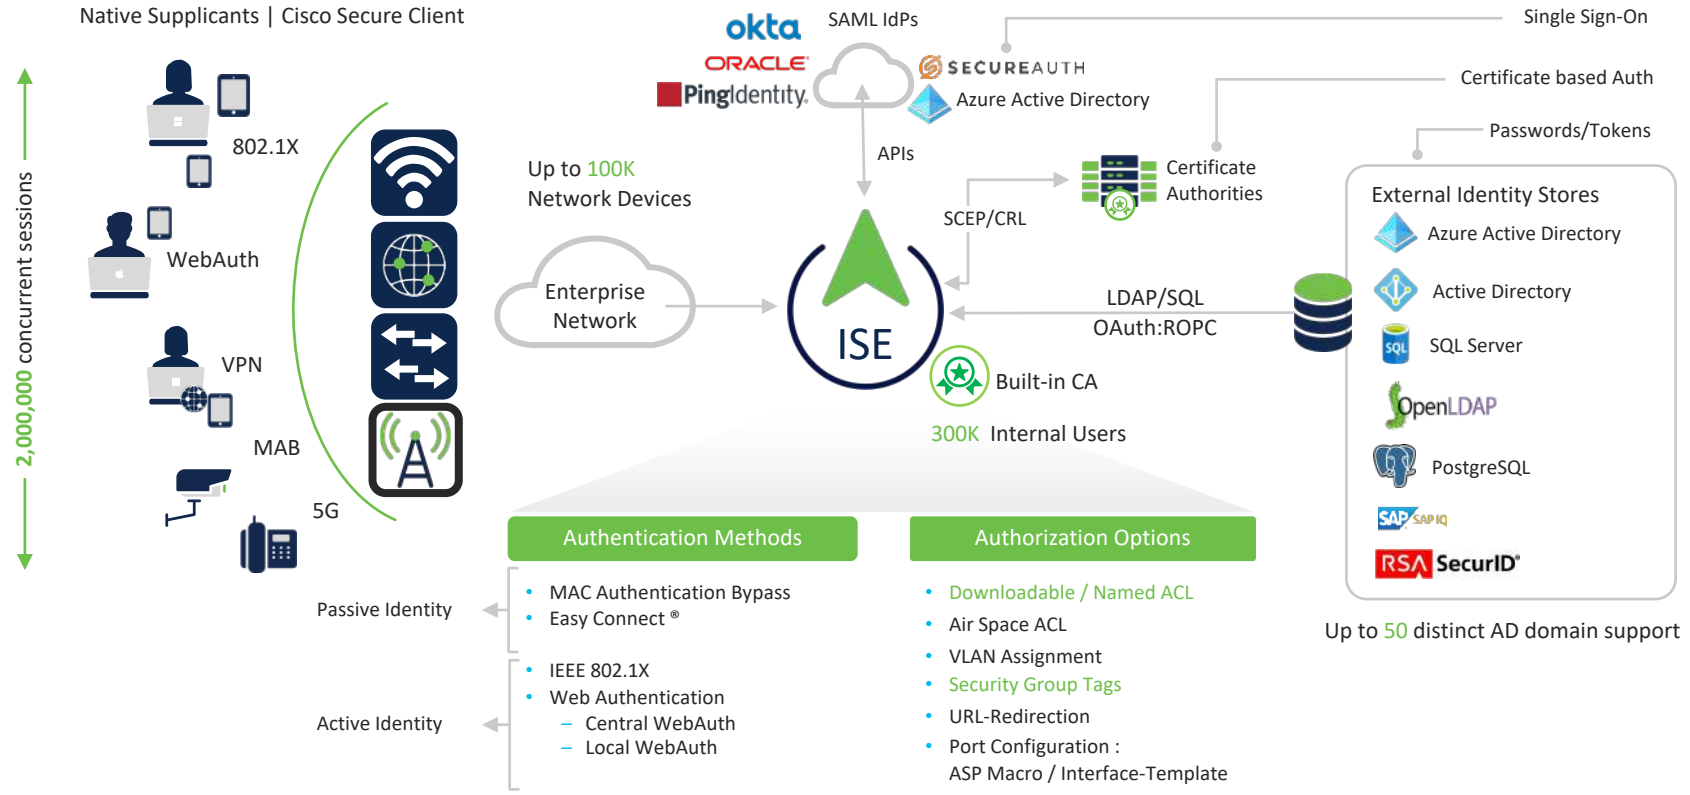 Native Supplicants | Cisco Secure Client
2,000,000 concurrent sessions
802.1X
WebAuth
VPN
MAB
5G
okta
ORACLE
PingIdentity.
SAML IdPs
SECUREAUTH
Azure Active Directory
APIs
Single Sign-On
Certificate based Auth
Passwords/Tokens
Up to 100K
Network Devices
Enterprise
Network
SCEP/CRL
Certificate
Authorities
ISE
LDAP/SQL
OAuth:ROPC
Built-in CA
300K Internal Users
External Identity Stores
Azure Active Directory
Active Directory
SQL
SQL Server
OpenLDAP
PostgreSQL
SAP SAP IQ
RSA SecurID®
Up to 50 distinct AD domain support
Authentication Methods
Passive Identity
• MAC Authentication Bypass
• Easy Connect ®
Active Identity
• IEEE 802.1X
• Web Authentication
– Central WebAuth
– Local WebAuth
Authorization Options
• Downloadable / Named ACL
• Air Space ACL
• VLAN Assignment
• Security Group Tags
• URL-Redirection
• Port Configuration :
ASP Macro / Interface-Template